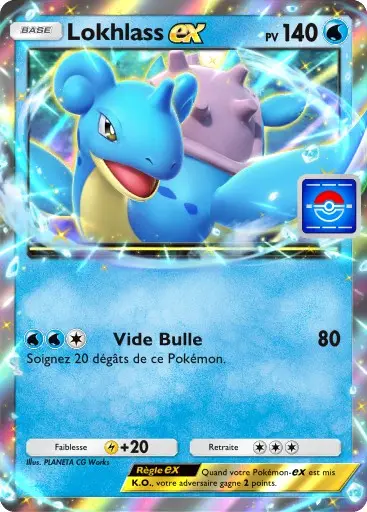 BASE Lokhlass ex PV 140
Vide Bulle 80
Soignez 20 dégâts de ce Pokémon.
Faiblesse +20 Retraite
Illus. PLANETA CG Works
Règle ex Quand votre Pokémon-ex est mis
K.O., votre adversaire gagne 2 points.